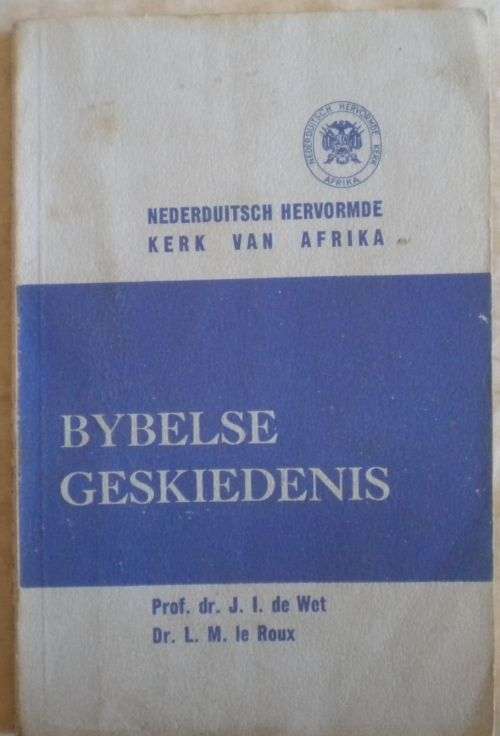 NEDERDUITSCH HERVORMDE KERK
AFRIKA
NEDERDUITSCH HERVORMDE
KERK VAN AFRIKA
BYBELSE
GESKIEDENIS
Prof. dr. J. I. de Wet
Dr. L. M. le Roux